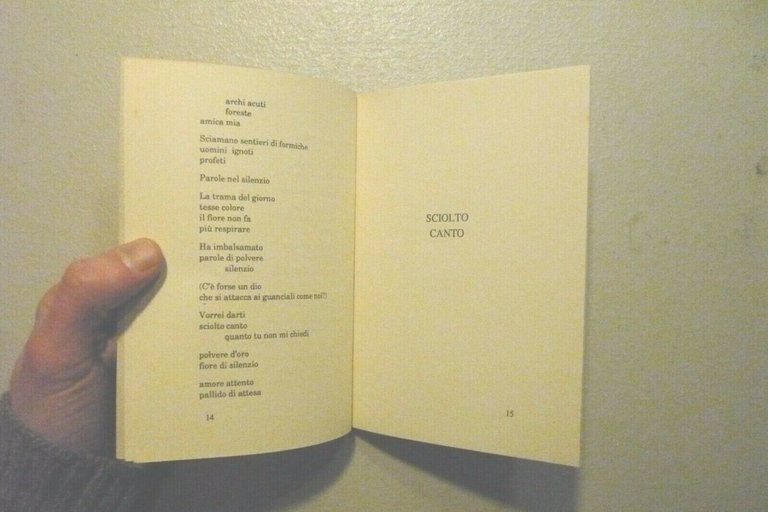 archi acuti
foreste
amica mia
Sciamano sentieri di formiche
uomini ignoti
profeti
Parole nel silenzio
La trama del giorno
tesse colore
il fiore non fa
più respirare
Ha imbalsamato
parole di polvere
silenzio
(C'è forse un dio
che si attacca ai guanciali come noi?)
Vorrei darti
sciolto canto
quanto tu non mi chiedi
polvere d'oro
fiore di silenzio
amore attento
pallido di attesa
14
SCIOLTO
CANTO
15